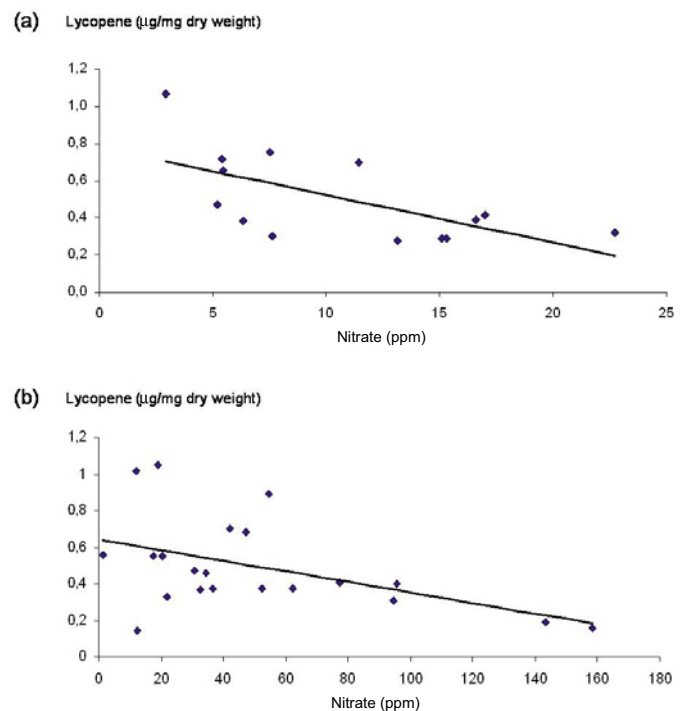 (a) Lycopene (μg/mg dry weight)
1,2
1,0
0,8
0,6
0,4
0,2
0,0
0 5 10 15 20 25
Nitrate (ppm)
(b) Lycopene (μg/mg dry weight)
1,2
1
0,8
0,6
0,4
0,2
0
0 20 40 60 80 100 120 140 160 180
Nitrate (ppm)